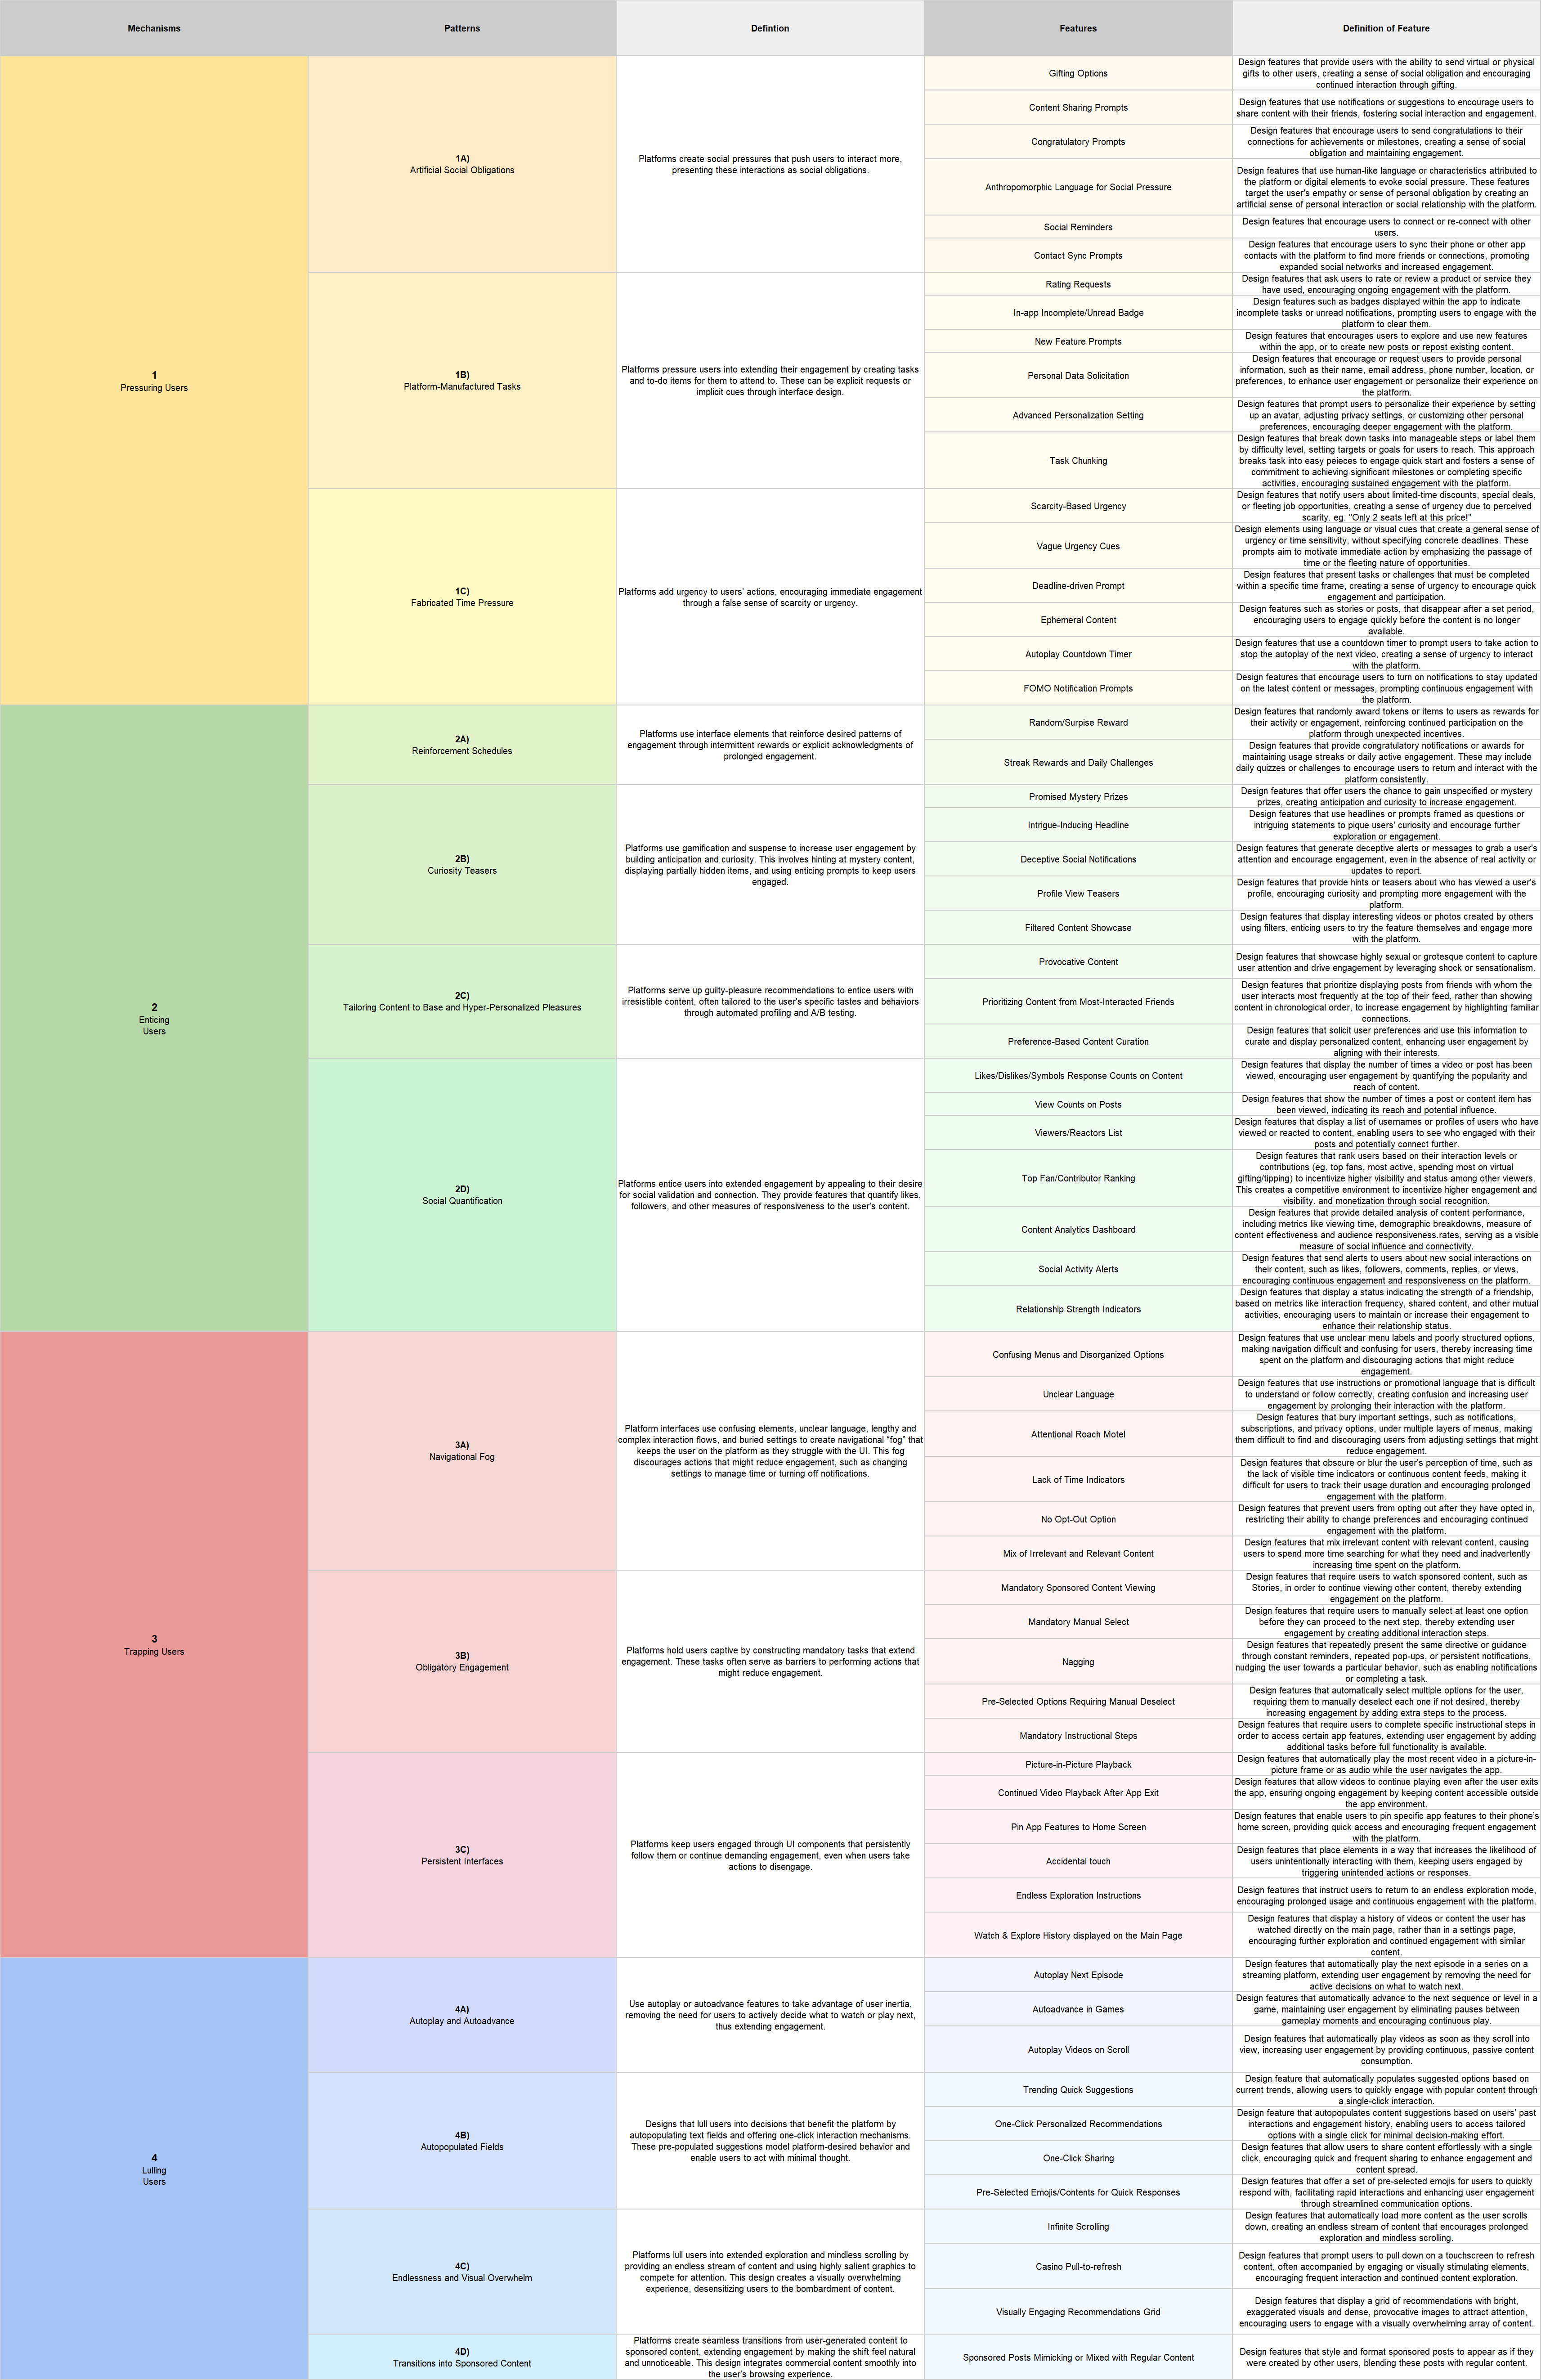 Mechanisms
Patterns
Defintion
Features
Definition of Feature
1
Pressuring Users
1A)
Artificial Social Obligations
Platforms create social pressures that push users to interact more,
presenting these interactions as social obligations.
Gifting Options
Design features that provide users with the ability to send virtual or physical
gifts to other users, creating a sense of social obligation and encouraging
continued interaction through gifting.
Content Sharing Prompts
Design features that use notifications or suggestions to encourage users to
share content with their friends, fostering social interaction and engagement.
Congratulatory Prompts
Design features that encourage users to send congratulations to their
connections for achievements or milestones, creating a sense of social
obligation and maintaining engagement.
Anthropomorphic Language for Social Pressure
Design features that use human-like language or characteristics attributed to
the platform or digital elements to evoke social pressure. These features
target the user's empathy or sense of personal obligation by creating an
artificial sense of personal interaction or social relationship with the platform.
Social Reminders
Design features that encourage users to connect or re-connect with other
users.
Contact Sync Prompts
Design features that encourage users to sync their phone or other app
contacts with the platform to find more friends or connections, promoting
expanded social networks and increased engagement.
1B)
Platform-Manufactured Tasks
Platforms pressure users into extending their engagement by creating tasks
and to-do items for them to attend to. These can be explicit requests or
implicit cues through interface design.
Rating Requests
Design features that ask users to rate or review a product or service they
have used, encouraging ongoing engagement with the platform.
In-app Incomplete/Unread Badge
Design features such as badges displayed within the app to indicate
incomplete tasks or unread notifications, prompting users to engage with the
platform to clear them.
New Feature Prompts
Design features that encourages users to explore and use new features
within the app, or to create new posts or repost existing content.
Personal Data Solicitation
Design features that encourage or request users to provide personal
information, such as their name, email address, phone number, location, or
preferences, to enhance user engagement or personalize their experience on
the platform.
Advanced Personalization Setting
Design features that prompt users to personalize their experience by setting
up an avatar, adjusting privacy settings, or customizing other personal
preferences, encouraging deeper engagement with the platform.
Task Chunking
Design features that break down tasks into manageable steps or label them
by difficulty level, setting targets or goals for users to reach. This approach
breaks task into easy peieces to engage quick start and fosters a sense of
commitment to achieving significant milestones or completing specific
activities, encouraging sustained engagement with the platform.
1C)
Fabricated Time Pressure
Platforms add urgency to users' actions, encouraging immediate engagement
through a false sense of scarcity or urgency.
Scarcity-Based Urgency
Design features that notify users about limited-time discounts, special deals,
or fleeting job opportunities, creating a sense of urgency due to perceived
scarity. eg. "Only 2 seats left at this price!"
Vague Urgency Cues
Design elements using language or visual cues that create a general sense of
urgency or time sensitivity, without specifying concrete deadlines. These
prompts aim to motivate immediate action by emphasizing the passage of
time or the fleeting nature of opportunities.
Deadline-driven Prompt
Design features that present tasks or challenges that must be completed
within a specific time frame, creating a sense of urgency to encourage quick
engagement and participation.
Ephemeral Content
Design features such as stories or posts, that disappear after a set period,
encouraging users to engage quickly before the content is no longer
available.
Autoplay Countdown Timer
Design features that use a countdown timer to prompt users to take action to
stop the autoplay of the next video, creating a sense of urgency to interact
with the platform.
FOMO Notification Prompts
Design features that encourage users to turn on notifications to stay updated
on the latest content or messages, prompting continuous engagement with
the platform.
2
Enticing
Users
2A)
Reinforcement Schedules
Platforms use interface elements that reinforce desired patterns of
engagement through intermittent rewards or explicit acknowledgments of
prolonged engagement.
Random/Surpise Reward
Design features that randomly award tokens or items to users as rewards for
their activity or engagement, reinforcing continued participation on the
platform through unexpected incentives.
Streak Rewards and Daily Challenges
Design features that provide congratulatory notifications or awards for
maintaining usage streaks or daily active engagement. These may include
daily quizzes or challenges to encourage users to return and interact with the
platform consistently.
2B)
Curiosity Teasers
Platforms use gamification and suspense to increase user engagement by
building anticipation and curiosity. This involves hinting at mystery content,
displaying partially hidden items, and using enticing prompts to keep users
engaged.
Promised Mystery Prizes
Design features that offer users the chance to gain unspecified or mystery
prizes, creating anticipation and curiosity to increase engagement.
Intrigue-Inducing Headline
Design features that use headlines or prompts framed as questions or
intriguing statements to pique users' curiosity and encourage further
exploration or engagement.
Deceptive Social Notifications
Design features that generate deceptive alerts or messages to grab a user's
attention and encourage engagement, even in the absence of real activity or
updates to report.
Profile View Teasers
Design features that provide hints or teasers about who has viewed a user's
profile, encouraging curiosity and prompting more engagement with the
platform.
Filtered Content Showcase
Design features that display interesting videos or photos created by others
using filters, enticing users to try the feature themselves and engage more
with the platform.
2C)
Tailoring Content to Base and Hyper-Personalized Pleasures
Platforms serve up guilty-pleasure recommendations to entice users with
irresistible content, often tailored to the user's specific tastes and behaviors
through automated profiling and A/B testing.
Provocative Content
Design features that showcase highly sexual or grotesque content to capture
user attention and drive engagement by leveraging shock or sensationalism.
Prioritizing Content from Most-Interacted Friends
Design features that prioritize displaying posts from friends with whom the
user interacts most frequently at the top of their feed, rather than showing
content in chronological order, to increase engagement by highlighting familiar
connections.
Preference-Based Content Curation
Design features that solicit user preferences and use this information to
curate and display personalized content, enhancing user engagement by
aligning with their interests.
2D)
Social Quantification
Platforms entice users into extended engagement by appealing to their desire
for social validation and connection. They provide features that quantify likes,
followers, and other measures of responsiveness to the user's content.
Likes/Dislikes/Symbols Response Counts on Content
Design features that display the number of times a video or post has been
viewed, encouraging user engagement by quantifying the popularity and
reach of content.
View Counts on Posts
Design features that show the number of times a post or content item has
been viewed, indicating its reach and potential influence.
Viewers/Reactors List
Design features that display a list of usernames or profiles of users who have
viewed or reacted to content, enabling users to see who engaged with their
posts and potentially connect further.
Top Fan/Contributor Ranking
Design features that rank users based on their interaction levels or
contributions (eg. top fans, most active, spending most on virtual
gifting/tipping) to incentivize higher visibility and status among other viewers.
This creates a competitive environment to incentivize higher engagement and
visibility. and monetization through social recognition.
Content Analytics Dashboard
Design features that provide detailed analysis of content performance,
including metrics like viewing time, demographic breakdowns, measure of
content effectiveness and audience responsiveness.rates, serving as a visible
measure of social influence and connectivity.
Social Activity Alerts
Design features that send alerts to users about new social interactions on
their content, such as likes, followers, comments, replies, or views,
encouraging continuous engagement and responsiveness on the platform.
Relationship Strength Indicators
Design features that display a status indicating the strength of a friendship,
based on metrics like interaction frequency, shared content, and other mutual
activities, encouraging users to maintain or increase their engagement to
enhance their relationship status.
3
Trapping Users
3A)
Navigational Fog
Platform interfaces use confusing elements, unclear language, lengthy and
complex interaction flows, and buried settings to create navigational “fog” that
keeps the user on the platform as they struggle with the UI. This fog
discourages actions that might reduce engagement, such as changing
settings to manage time or turning off notifications.
Confusing Menus and Disorganized Options
Design features that use unclear menu labels and poorly structured options,
making navigation difficult and confusing for users, thereby increasing time
spent on the platform and discouraging actions that might reduce
engagement.
Unclear Language
Design features that use instructions or promotional language that is difficult
to understand or follow correctly, creating confusion and increasing user
engagement by prolonging their interaction with the platform.
Attentional Roach Motel
Design features that bury important settings, such as notifications,
subscriptions, and privacy options, under multiple layers of menus, making
them difficult to find and discouraging users from adjusting settings that might
reduce engagement.
Lack of Time Indicators
Design features that obscure or blur the user's perception of time, such as
the lack of visible time indicators or continuous content feeds, making it
difficult for users to track their usage duration and encouraging prolonged
engagement with the platform.
No Opt-Out Option
Design features that prevent users from opting out after they have opted in,
restricting their ability to change preferences and encouraging continued
engagement with the platform.
Mix of Irrelevant and Relevant Content
Design features that mix irrelevant content with relevant content, causing
users to spend more time searching for what they need and inadvertently
increasing time spent on the platform.
3B)
Obligatory Engagement
Platforms hold users captive by constructing mandatory tasks that extend
engagement. These tasks often serve as barriers to performing actions that
might reduce engagement.
Mandatory Sponsored Content Viewing
Design features that require users to watch sponsored content, such as
Stories, in order to continue viewing other content, thereby extending
engagement on the platform.
Mandatory Manual Select
Design features that require users to manually select at least one option
before they can proceed to the next step, thereby extending user
engagement by creating additional interaction steps.
Nagging
Design features that repeatedly present the same directive or guidance
through constant reminders, repeated pop-ups, or persistent notifications,
nudging the user towards a particular behavior, such as enabling notifications
or completing a task.
Pre-Selected Options Requiring Manual Deselect
Design features that automatically select multiple options for the user,
requiring them to manually deselect each one if not desired, thereby
increasing engagement by adding extra steps to the process.
Mandatory Instructional Steps
Design features that require users to complete specific instructional steps in
order to access certain app features, extending user engagement by adding
additional tasks before full functionality is available.
3C)
Persistent Interfaces
Platforms keep users engaged through UI components that persistently
follow them or continue demanding engagement, even when users take
actions to disengage.
Picture-in-Picture Playback
Design features that automatically play the most recent video in a picture-in-
picture frame or as audio while the user navigates the app.
Continued Video Playback After App Exit
Design features that allow videos to continue playing even after the user exits
the app, ensuring ongoing engagement by keeping content accessible outside
the app environment.
Pin App Features to Home Screen
Design features that enable users to pin specific app features to their phone's
home screen, providing quick access and encouraging frequent engagement
with the platform.
Accidental touch
Design features that place elements in a way that increases the likelihood of
users unintentionally interacting with them, keeping users engaged by
triggering unintended actions or responses.
Endless Exploration Instructions
Design features that instruct users to return to an endless exploration mode,
encouraging prolonged usage and continuous engagement with the platform.
Watch & Explore History displayed on the Main Page
Design features that display a history of videos or content the user has
watched directly on the main page, rather than in a settings page,
encouraging further exploration and continued engagement with similar
content.
4
Lulling
Users
4A)
Autoplay and Autoadvance
Use autoplay or autoadvance features to take advantage of user inertia,
removing the need for users to actively decide what to watch or play next,
thus extending engagement.
Autoplay Next Episode
Design features that automatically play the next episode in a series on a
streaming platform, extending user engagement by removing the need for
active decisions on what to watch next.
Autoadvance in Games
Design features that automatically advance to the next sequence or level in a
game, maintaining user engagement by eliminating pauses between
gameplay moments and encouraging continuous play.
Autoplay Videos on Scroll
Design features that automatically play videos as soon as they scroll into
view, increasing user engagement by providing continuous, passive content
consumption.
4B)
Autopopulated Fields
Designs that lull users into decisions that benefit the platform by
autopopulating text fields and offering one-click interaction mechanisms.
These pre-populated suggestions model platform-desired behavior and
enable users to act with minimal thought.
Trending Quick Suggestions
Design feature that automatically populates suggested options based on
current trends, allowing users to quickly engage with popular content through
a single-click interaction.
One-Click Personalized Recommendations
Design feature that autopopulates content suggestions based on users' past
interactions and engagement history, enabling users to access tailored
options with a single click for minimal decision-making effort.
One-Click Sharing
Design features that allow users to share content effortlessly with a single
click, encouraging quick and frequent sharing to enhance engagement and
content spread.
Pre-Selected Emojis/Contents for Quick Responses
Design features that offer a set of pre-selected emojis for users to quickly
respond with, facilitating rapid interactions and enhancing user engagement
through streamlined communication options.
4C)
Endlessness and Visual Overwhelm
Platforms lull users into extended exploration and mindless scrolling by
providing an endless stream of content and using highly salient graphics to
compete for attention. This design creates a visually overwhelming
experience, desensitizing users to the bombardment of content.
Infinite Scrolling
Design features that automatically load more content as the user scrolls
down, creating an endless stream of content that encourages prolonged
exploration and mindless scrolling.
Casino Pull-to-refresh
Design features that prompt users to pull down on a touchscreen to refresh
content, often accompanied by engaging or visually stimulating elements,
encouraging frequent interaction and continued content exploration.
Visually Engaging Recommendations Grid
Design features that display a grid of recommendations with bright,
exaggerated visuals and dense, provocative images to attract attention,
encouraging users to engage with a visually overwhelming array of content.
4D)
Transitions into Sponsored Content
Platforms create seamless transitions from user-generated content to
sponsored content, extending engagement by making the shift feel natural
and unnoticeable. This design integrates commercial content smoothly into
the user's browsing experience.
Sponsored Posts Mimicking or Mixed with Regular Content
Design features that style and format sponsored posts to appear as if they
were created by other users, blending these posts with regular content.